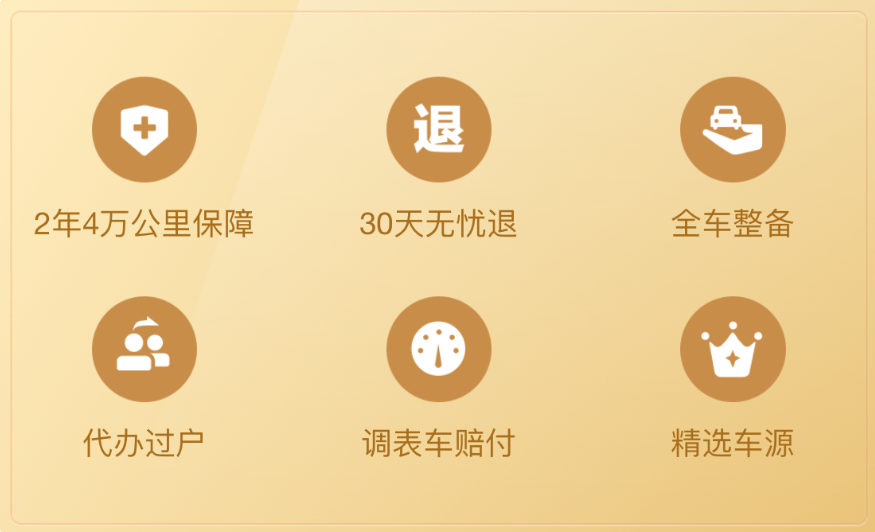 退
2年4万公里保障
30天无忧退
全车整备
代办过户
调表车赔付
精选车源